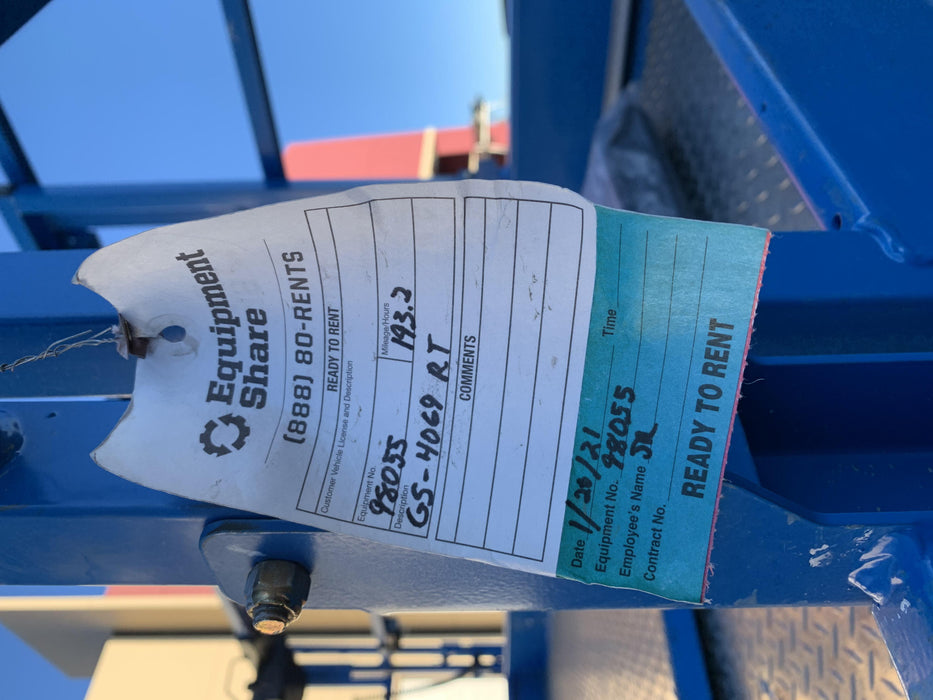 Equipment
Share
(888) 80-RENTS
READY TO RENT
Customer Vehicle License and Description
Equipment No. Mileage/Hours
98055 193.2
Description
GS-4069 RT
COMMENTS
Date 1/26/21 Time
Equipment No. 98055
Employee's Name JR
Contract No.
READY TO RENT